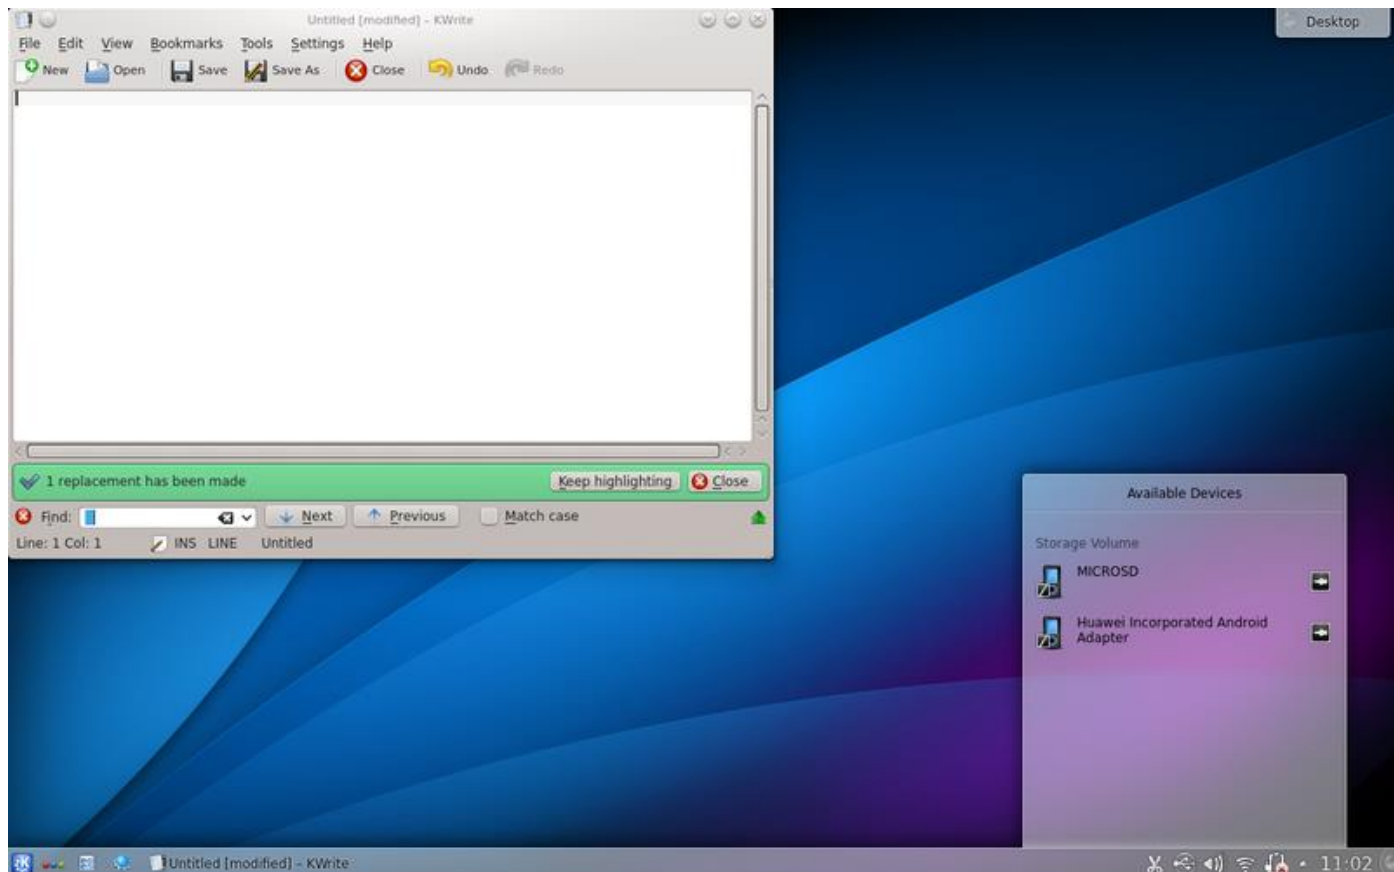 Untitled [modified] – KWrite
File Edit View Bookmarks Tools Settings Help
New Open Save Save As Close Undo Redo
1 replacement has been made Keep highlighting Close
Find: Next Previous Match case
Line: 1 Col: 1 INS LINE Untitled
Desktop
Available Devices
Storage Volume
MICROSD
Huawei Incorporated Android
Adapter
Untitled [modified] – KWrite 11:02